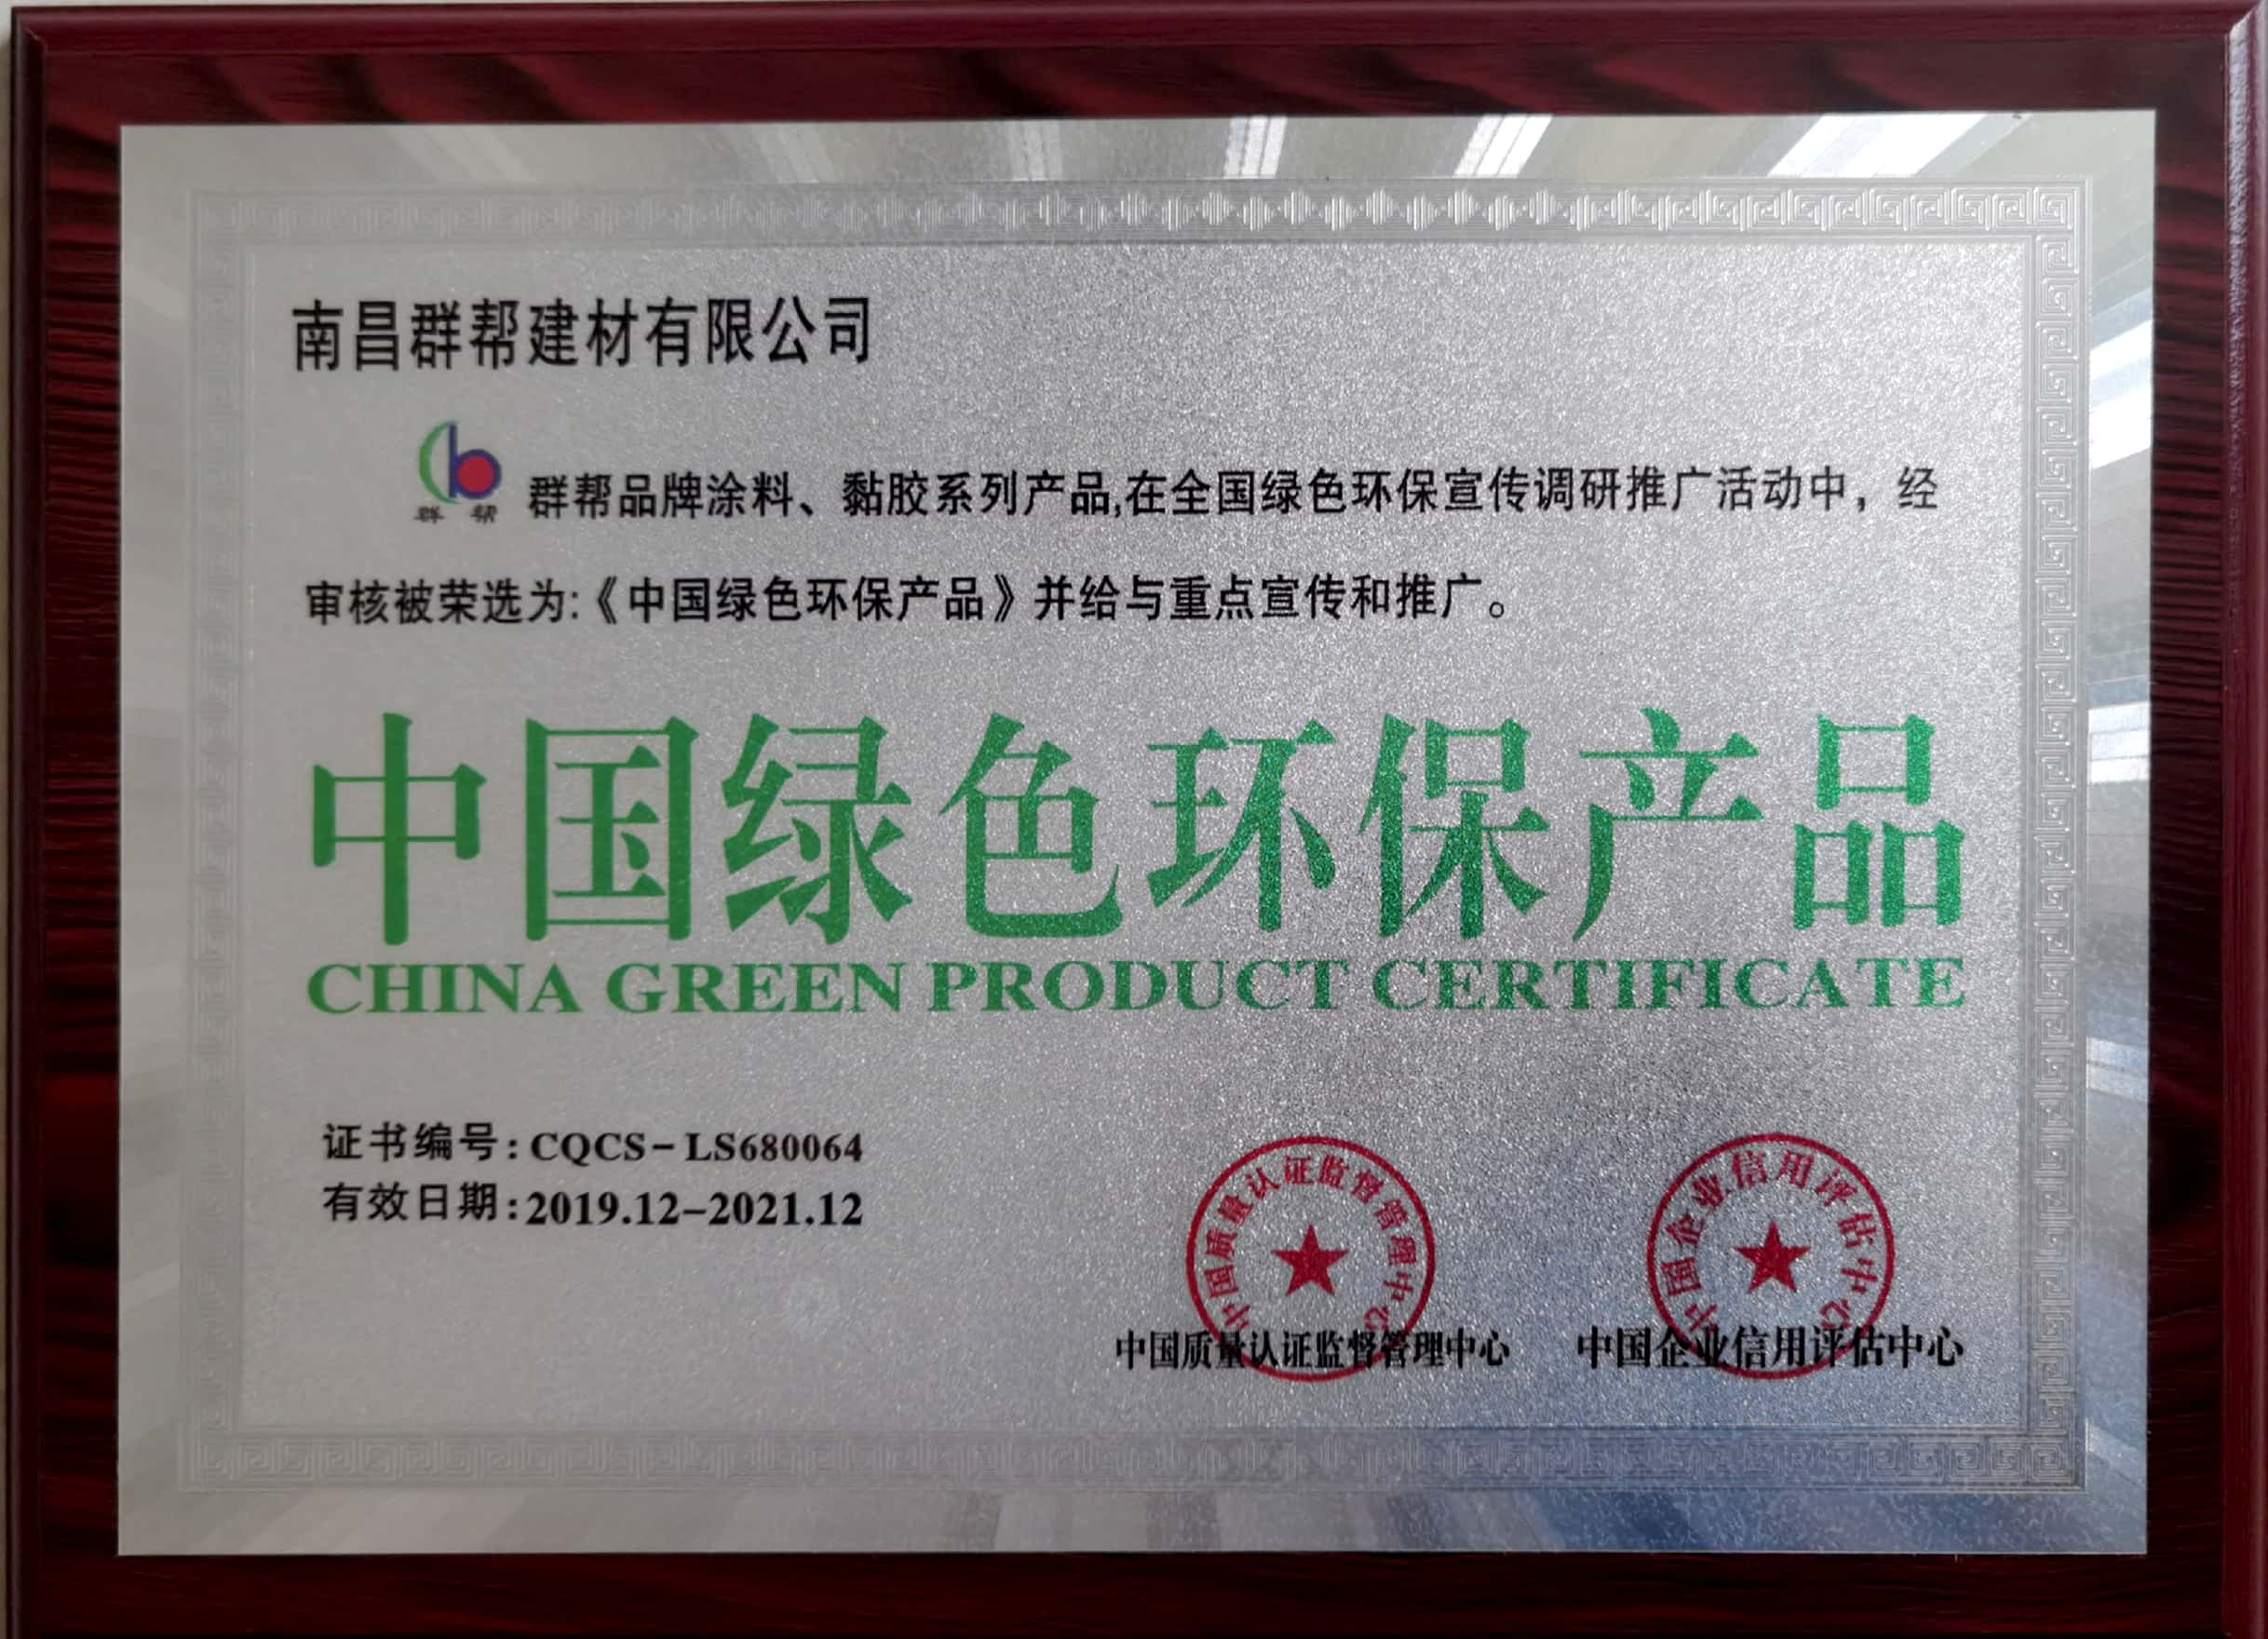 南昌群帮建材有限公司
群 帮
群帮品牌涂料、黏胶系列产品,在全国绿色环保宣传调研推广活动中，经
审核被荣选为:《中国绿色环保产品》并给与重点宣传和推广。
中国绿色环保产品
CHINA GREEN PRODUCT CERTIFICATE
证书编号:CQCS-LS680064
有效日期:2019.12-2021.12
中国质量认证监督管理中心
中国企业信用评估中心
中国质量认证监督管理中心
中国企业信用评估中心